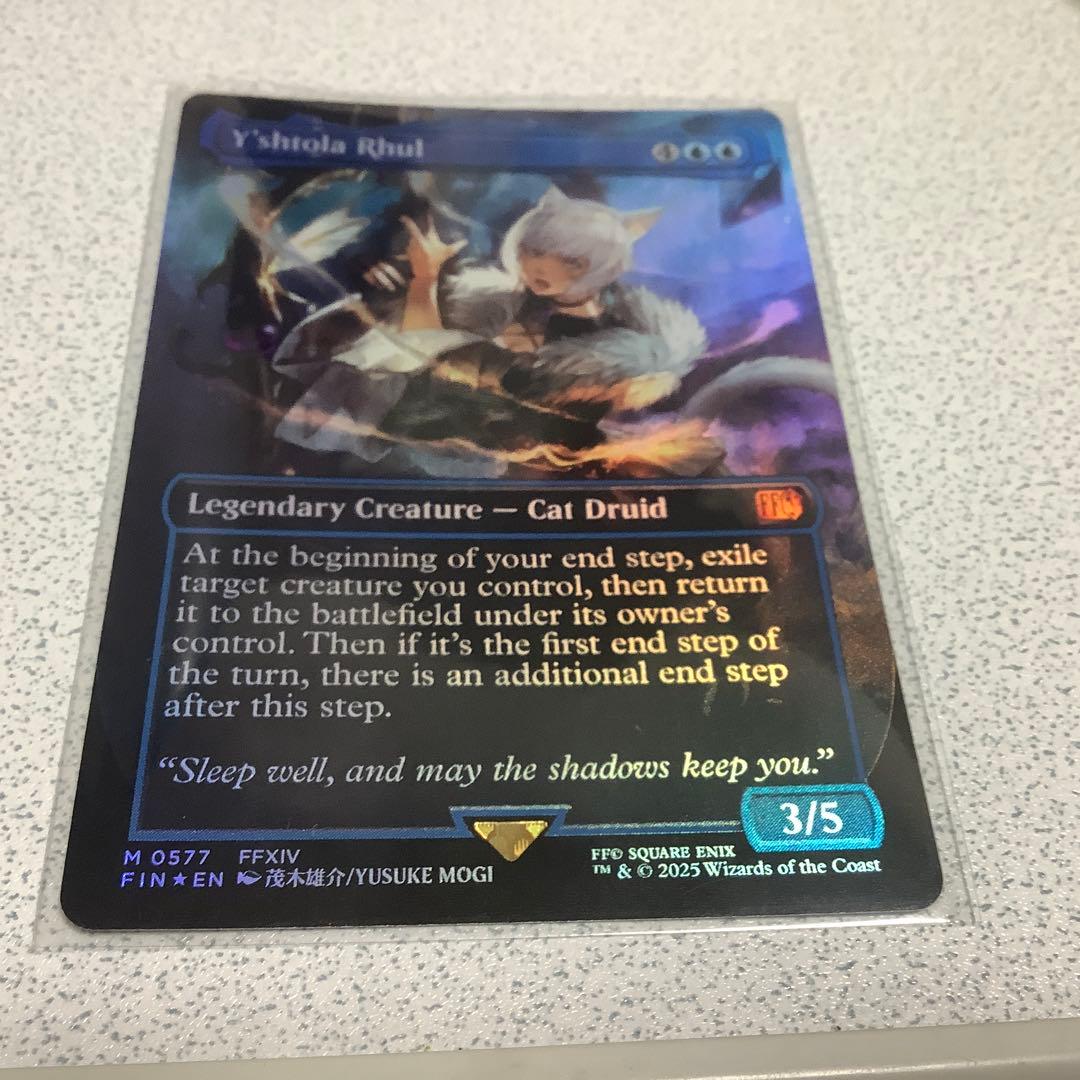 Y'shtola Rhul 4
Legendary Creature — Cat Druid
At the beginning of your end step, exile
target creature you control, then return
it to the battlefield under its owner's
control. Then if it's the first end step of
the turn, there is an additional end step
after this step.
“Sleep well, and may the shadows keep you.”
3/5
M 0577 FFXIV
FIN★EN 茂木雄介/YUSUKE MOGI
FF© SQUARE ENIX
™ & © 2025 Wizards of the Coast